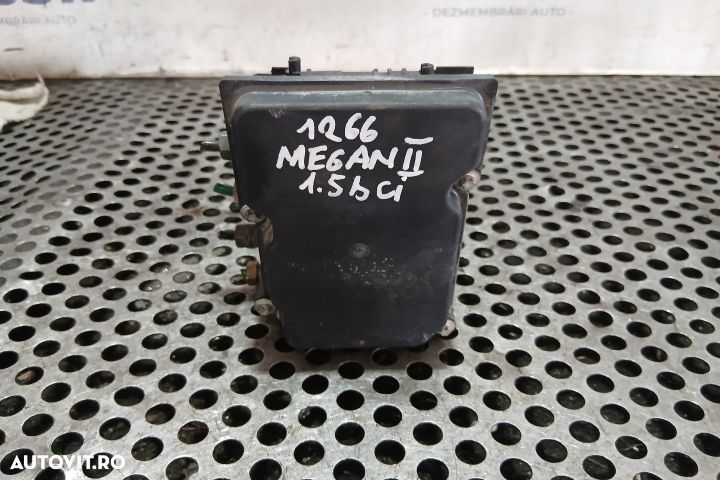 DEZMEMBRĂRI AUTO
1266
MEGAN II
1.5 DCi
AUTOVIT.RO